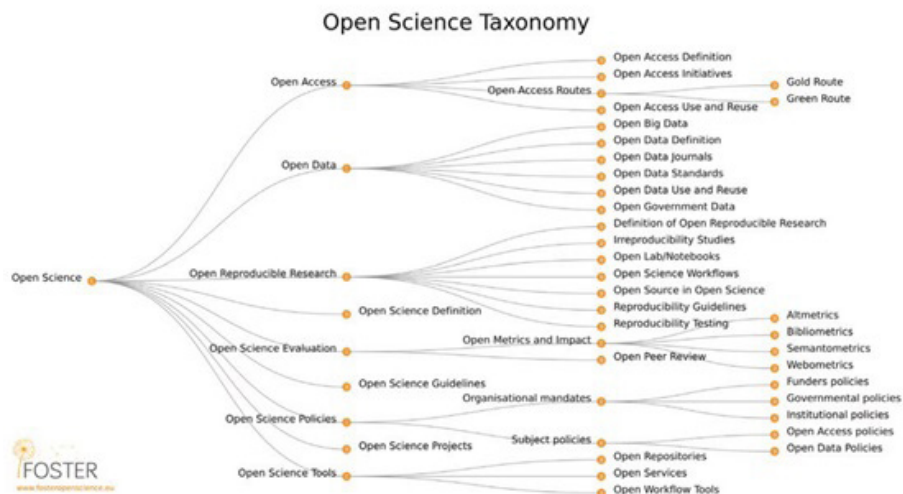 Open Science Taxonomy
Open Science
Open Access
Open Access Definition
Open Access Initiatives
Open Access Routes
Gold Route
Green Route
Open Access Use and Reuse
Open Data
Open Big Data
Open Data Definition
Open Data Journals
Open Data Standards
Open Data Use and Reuse
Open Government Data
Open Reproducible Research
Definition of Open Reproducible Research
Irreproducibility Studies
Open Lab/Notebooks
Open Science Workflows
Open Source in Open Science
Reproducibility Guidelines
Reproducibility Testing
Open Science Definition
Open Science Evaluation
Open Metrics and Impact
Altmetrics
Bibliometrics
Semantometrics
Webometrics
Open Peer Review
Open Science Guidelines
Open Science Policies
Organisational mandates
Funders policies
Governmental policies
Institutional policies
Subject policies
Open Access policies
Open Data Policies
Open Science Projects
Open Science Tools
Open Repositories
Open Services
Open Workflow Tools
FOSTER
www.fosteropenscience.eu